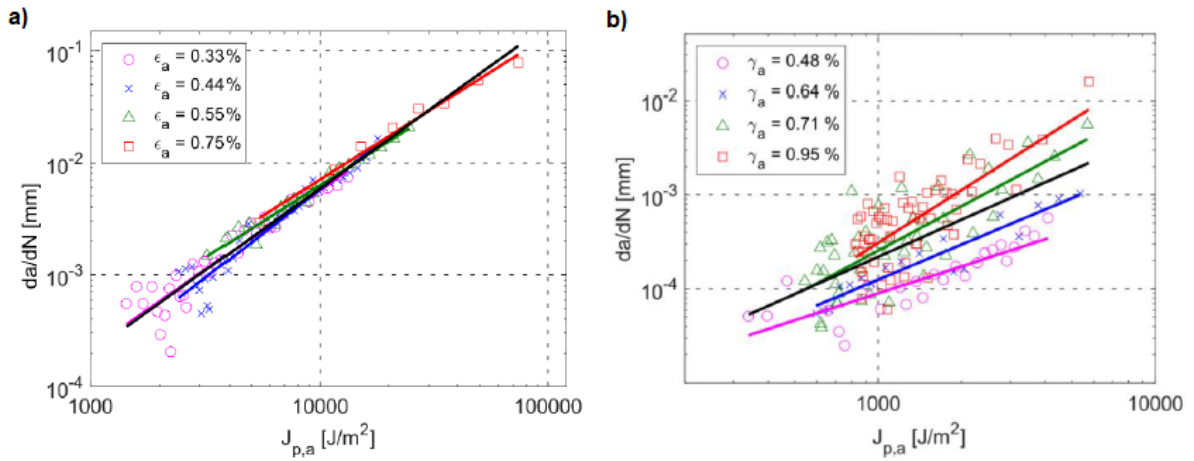 a)
da/dN [mm]
10^-1
10^-2
10^-3
10^-4
ϵ_a = 0.33%
ϵ_a = 0.44%
ϵ_a = 0.55%
ϵ_a = 0.75%
1000 10000 100000
J_p,a [J/m^2]
b)
da/dN [mm]
10^-2
10^-3
10^-4
γ_a = 0.48 %
γ_a = 0.64 %
γ_a = 0.71 %
γ_a = 0.95 %
1000 10000
J_p,a [J/m^2]